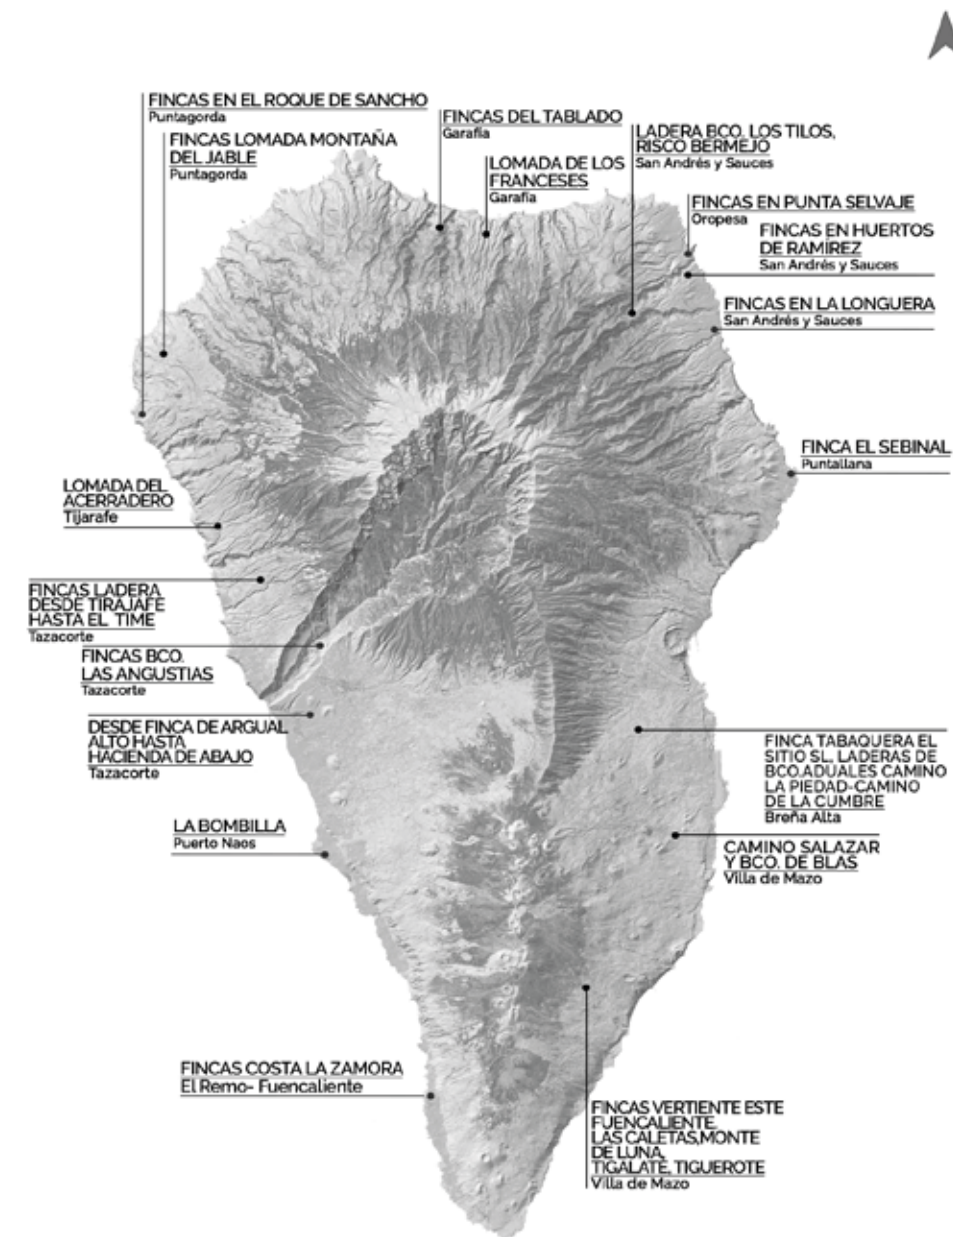 FINCAS EN EL ROQUE DE SANCHO
Puntagorda
FINCAS LOMADA MONTAÑA
DEL JABLE
Puntagorda
FINCAS DEL TABLADO
Garafía
LOMADA DE LOS
FRANCESES
Garafía
LADERA BCO. LOS TILOS,
RISCO BERMEJO
San Andrés y Sauces
FINCAS EN PUNTA SELVAJE
Oropesa
FINCAS EN HUERTOS
DE RAMÍREZ
San Andrés y Sauces
FINCAS EN LA LONGUERA
San Andrés y Sauces
FINCA EL SEBINAL
Puntallana
LOMADA DEL
ACERRADERO
Tijarafe
FINCAS LADERA
DESDE TIRAJAFE
HASTA EL TIME
Tazacorte
FINCAS BCO.
LAS ANGUSTIAS
Tazacorte
DESDE FINCA DE ARGUAL
ALTO HASTA
HACIENDA DE ABAJO
Tazacorte
FINCA TABAQUERA EL
SITIO SL. LADERAS DE
BCO.ADUALES CAMINO
LA PIEDAD-CAMINO
DE LA CUMBRE
Breña Alta
LA BOMBILLA
Puerto Naos
CAMINO SALAZAR
Y BCO. DE BLAS
Villa de Mazo
FINCAS COSTA LA ZAMORA
El Remo- Fuencaliente
FINCAS VERTIENTE ESTE
FUENCALIENTE.
LAS CALETAS,MONTE
DE LUNA,
TIGALATE, TIGUEROTE
Villa de Mazo